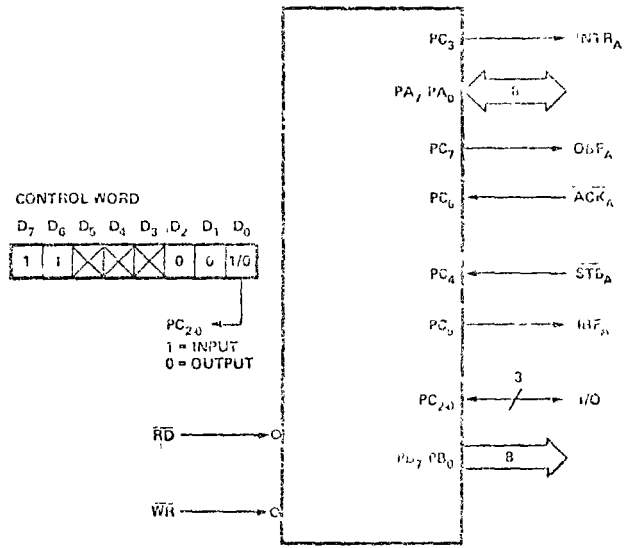 PC3
INTRA
PA7 PA0
8
PC7
OBFA
CONTROL WORD
PC6
ACKA
D7 D6 D5 D4 D3 D2 D1 D0
1 1 0 0 1/0
PC4
STBA
PC2-0
1 = INPUT
0 = OUTPUT
PC5
IBFA
3
PC2-0
I/O
RD
PB7 PB0
8
WR